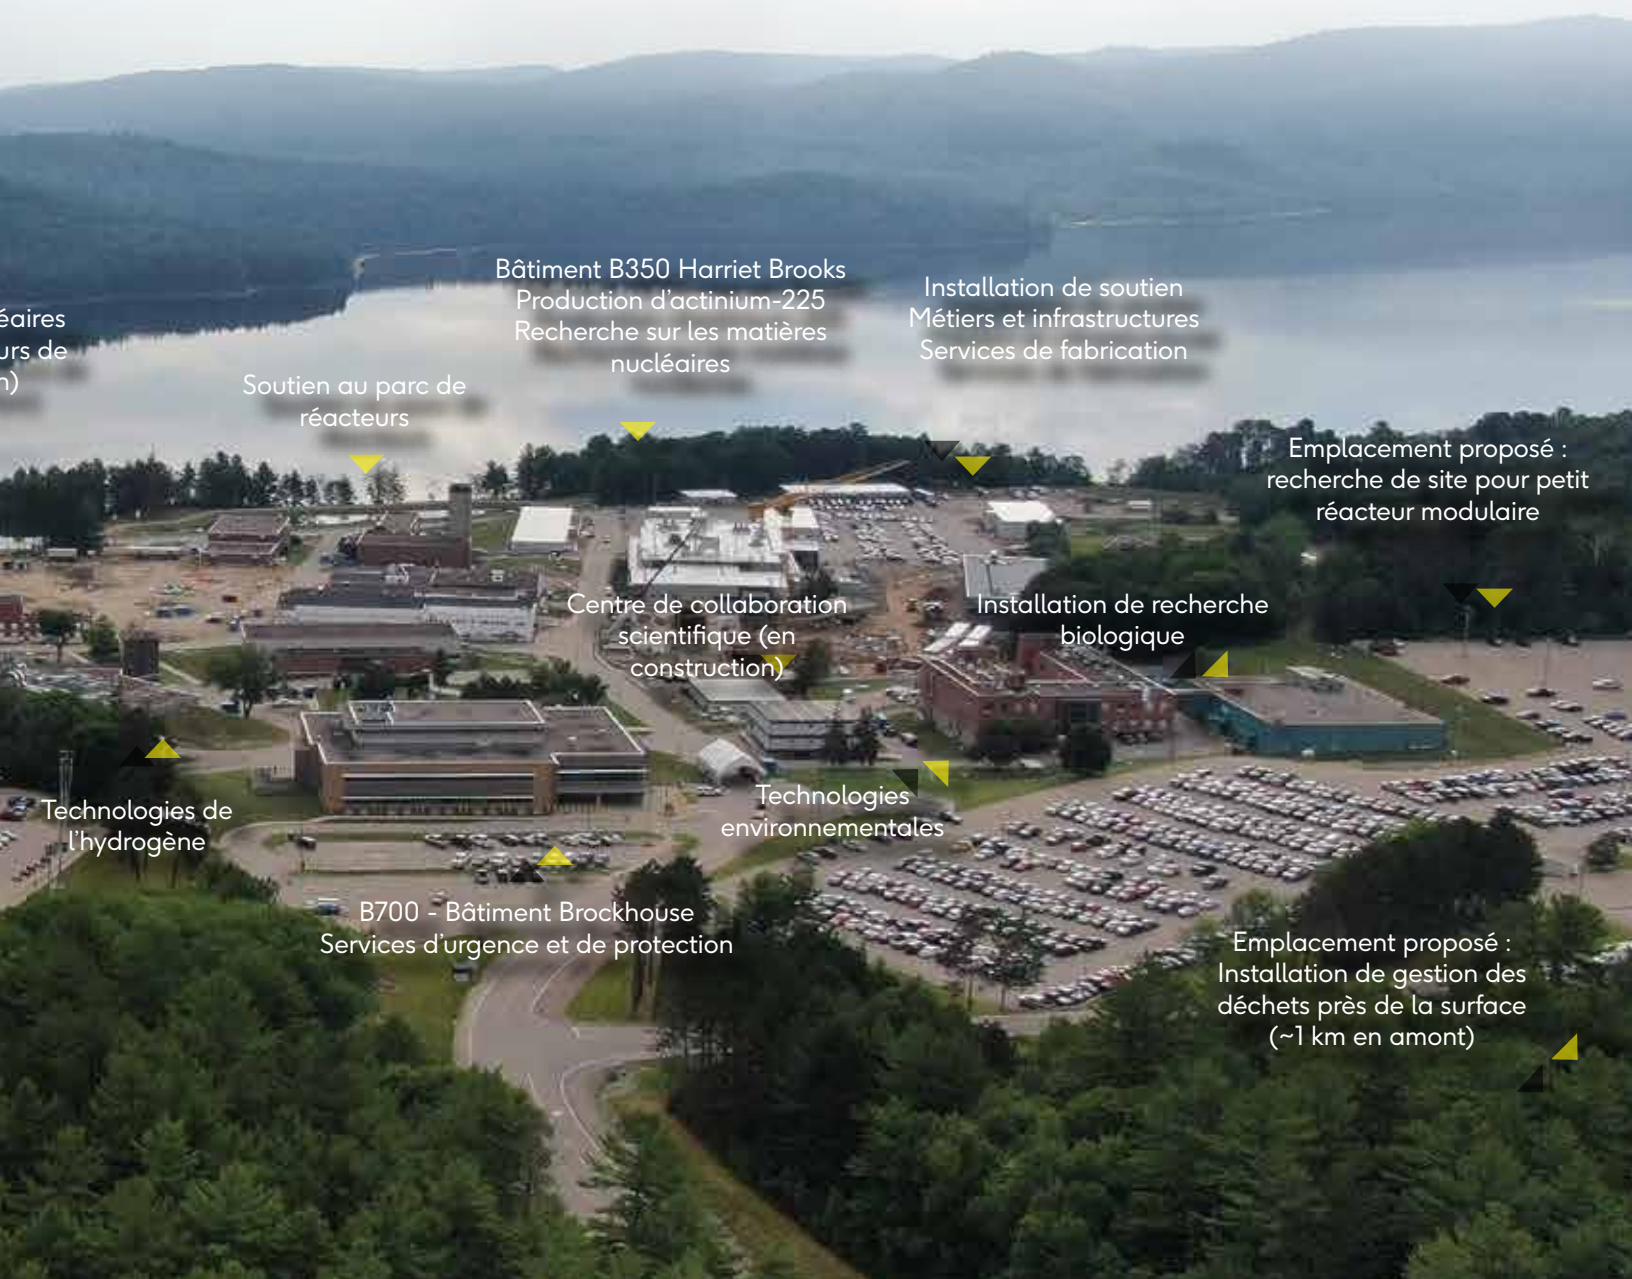 éaires
urs de
n)
Soutien au parc de
réacteurs
Bâtiment B350 Harriet Brooks
Production d'actinium-225
Recherche sur les matières
nucléaires
Installation de soutien
Métiers et infrastructures
Services de fabrication
Emplacement proposé :
recherche de site pour petit
réacteur modulaire
Centre de collaboration
scientifique (en
construction)
Installation de recherche
biologique
Technologies de
l'hydrogène
Technologies
environnementales
B700 - Bâtiment Brockhouse
Services d'urgence et de protection
Emplacement proposé :
Installation de gestion des
déchets près de la surface
(~1 km en amont)